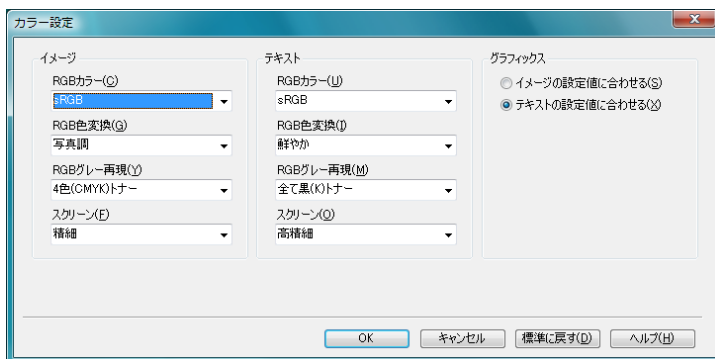 カラー設定
イメージ
RGBカラー(C)
sRGB
RGB色変換(G)
写真調
RGBグレー再現(Y)
4色(CMYK)トナー
スクリーン(F)
精細
テキスト
RGBカラー(U)
sRGB
RGB色変換(I)
鮮やか
RGBグレー再現(M)
全て黒(K)トナー
スクリーン(O)
高精細
グラフィックス
イメージの設定値に合わせる(S)
テキストの設定値に合わせる(X)
OK キャンセル 標準に戻す(D) ヘルプ(H)